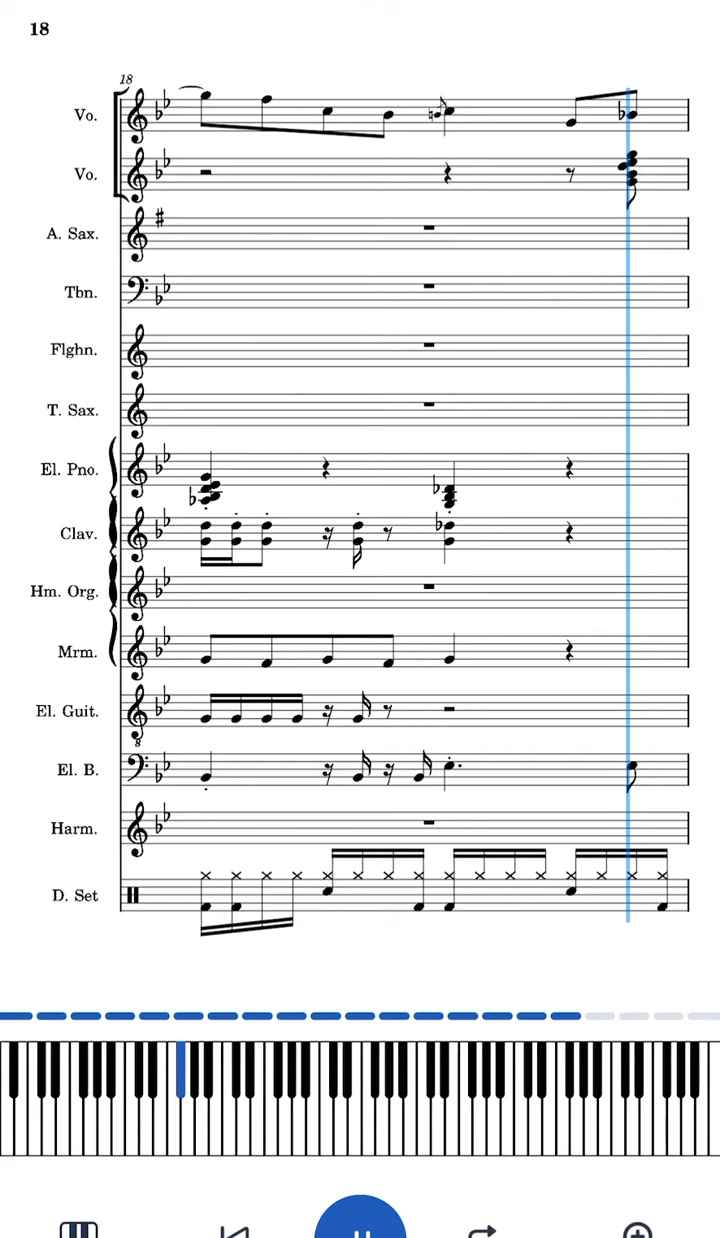 18
18
Vo.
Vo.
A. Sax.
Tbn.
Flghn.
T. Sax.
El. Pno.
Clav.
Hm. Org.
Mrm.
El. Guit.
8
El. B.
Harm.
D. Set